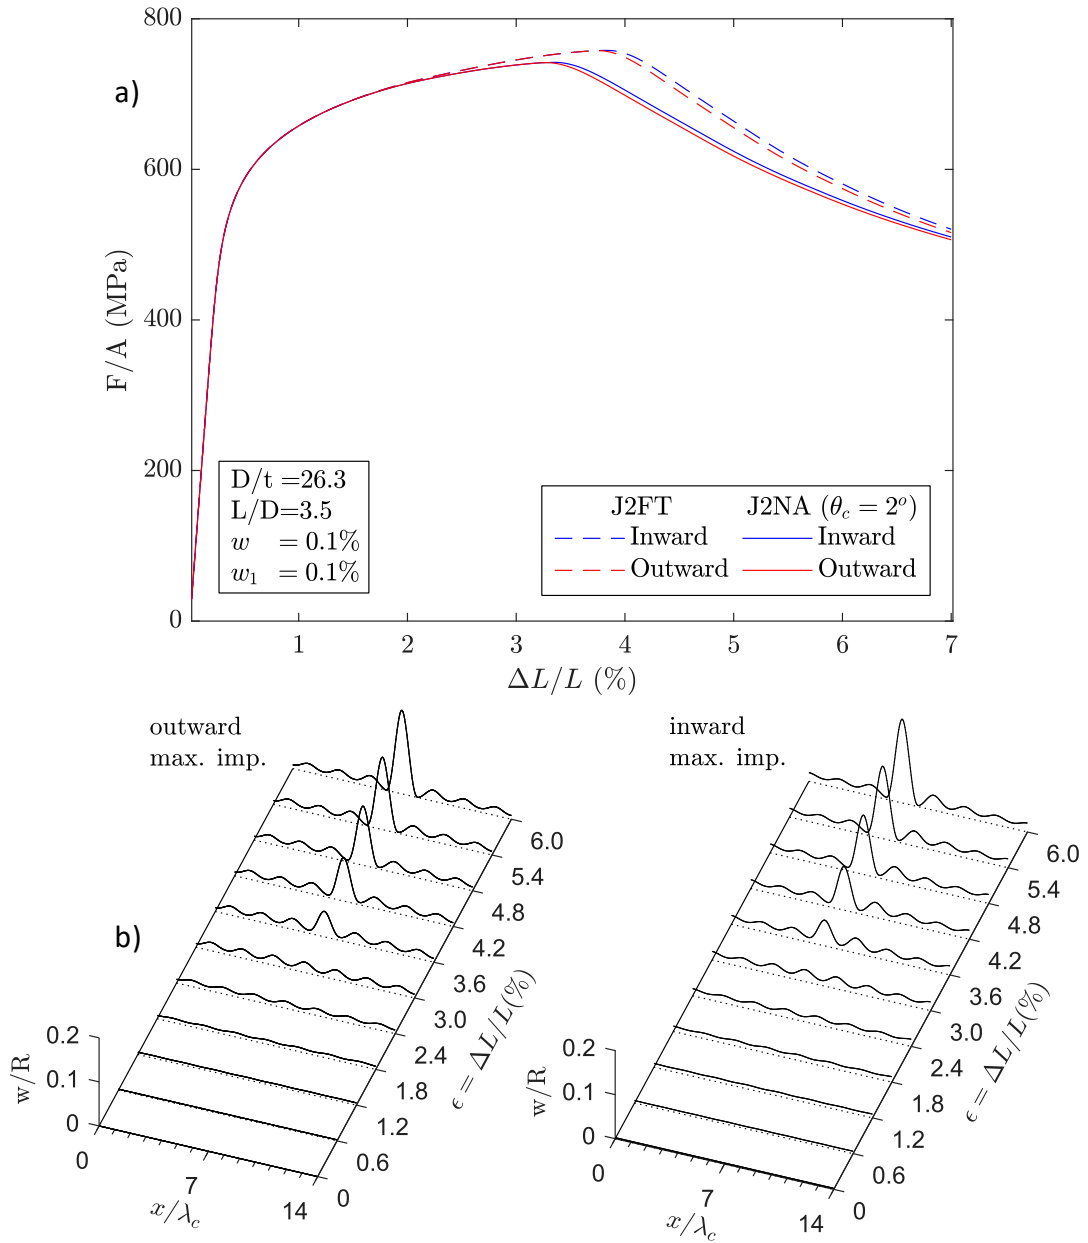 a)
800
600
400
200
0
F/A (MPa)
D/t =26.3
L/D=3.5
w = 0.1%
w₁ = 0.1%
J2FT J2NA (θ_c = 2°)
Inward Inward
Outward Outward
1 2 3 4 5 6 7
ΔL/L (%)
b)
outward
max. imp.
6.0
5.4
4.8
4.2
3.6
3.0
2.4
1.8
1.2
0.6
0
ϵ = ΔL/L(%)
0.2
0.1
0
w/R
0 7 14
x/λ_c
inward
max. imp.
6.0
5.4
4.8
4.2
3.6
3.0
2.4
1.8
1.2
0.6
0
ϵ = ΔL/L(%)
0.2
0.1
0
w/R
0 7 14
x/λ_c